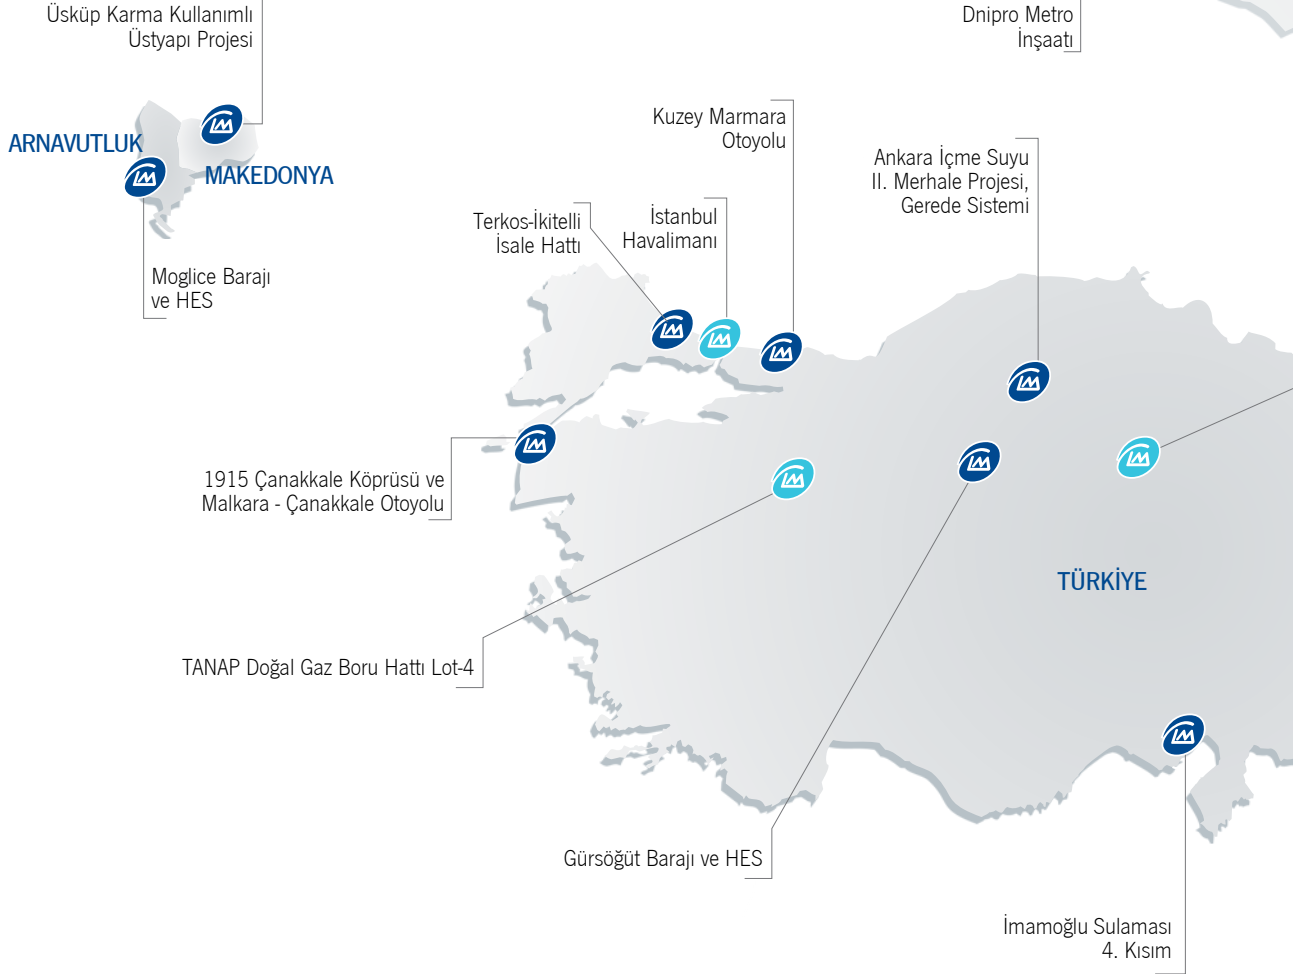 Üsküp Karma Kullanımlı
Üstyapı Projesi
Dnipro Metro
İnşaatı
ARNAVUTLUK
MAKEDONYA
Moglice Barajı
ve HES
Kuzey Marmara
Otoyolu
Ankara İçme Suyu
II. Merhale Projesi,
Gerede Sistemi
Terkos-İkitelli
İsale Hattı
İstanbul
Havalimanı
1915 Çanakkale Köprüsü ve
Malkara - Çanakkale Otoyolu
TÜRKİYE
TANAP Doğal Gaz Boru Hattı Lot-4
Gürsöğüt Barajı ve HES
İmamoğlu Sulaması
4. Kısım